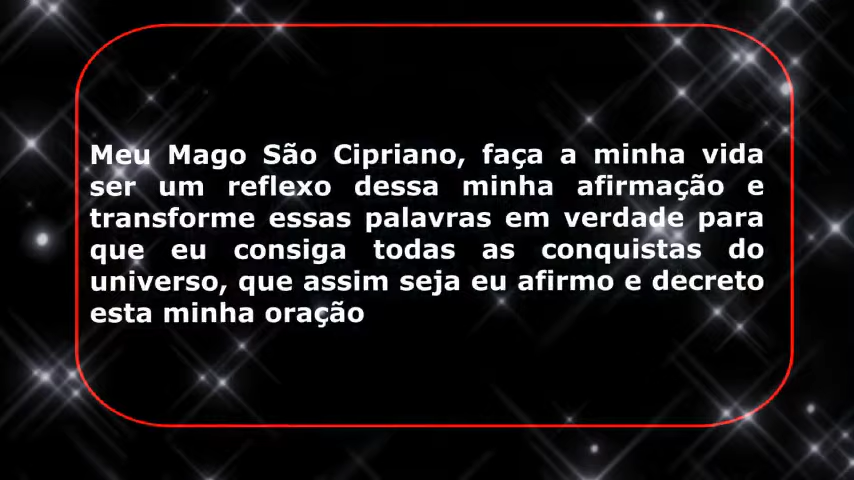 Meu Mago São Cipriano, faça a minha vida
ser um reflexo dessa minha afirmação e
transforme essas palavras em verdade para
que eu consiga todas as conquistas do
universo, que assim seja eu afirmo e decreto
esta minha oração